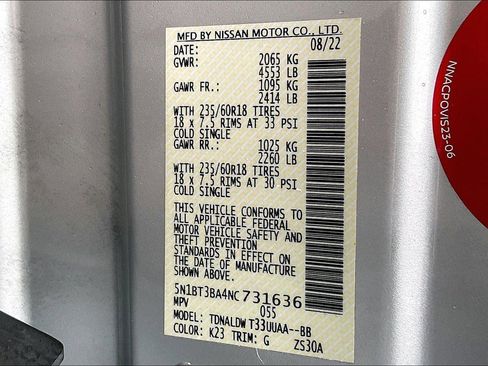 MFD BY NISSAN MOTOR CO., LTD.
DATE: 08/22
GVWR: 2065 KG
4553 LB
GAWR FR.: 1095 KG
2414 LB
WITH 235/60R18 TIRES
18 x 7.5 RIMS AT 33 PSI
COLD SINGLE
GAWR RR.: 1025 KG
2260 LB
WITH 235/60R18 TIRES
18 x 7.5 RIMS AT 30 PSI
COLD SINGLE
THIS VEHICLE CONFORMS TO
ALL APPLICABLE FEDERAL
MOTOR VEHICLE SAFETY AND
THEFT PREVENTION
STANDARDS IN EFFECT ON
THE DATE OF MANUFACTURE
SHOWN ABOVE.
5N1BT3BA4NC731636
MPV 055
MODEL: TDNALDWT33UUAA--BB
COLOR: K23 TRIM: G ZS30A
NNACPOVIS23-06